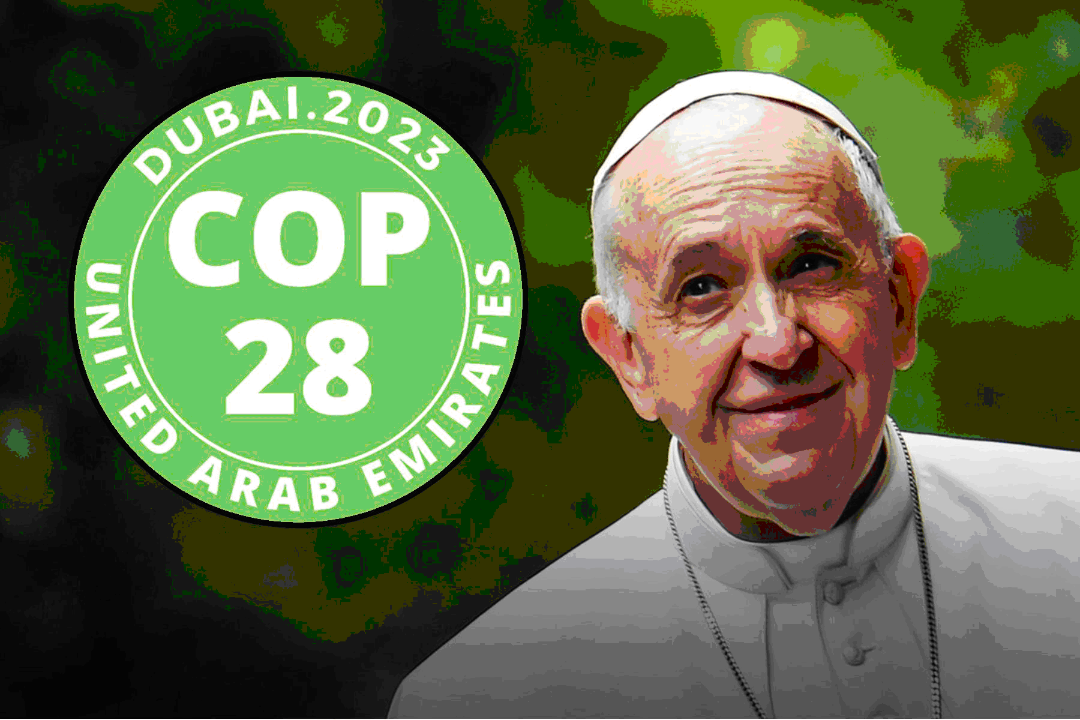 DUBAI.2023
COP
28
UNITED ARAB EMIRATES